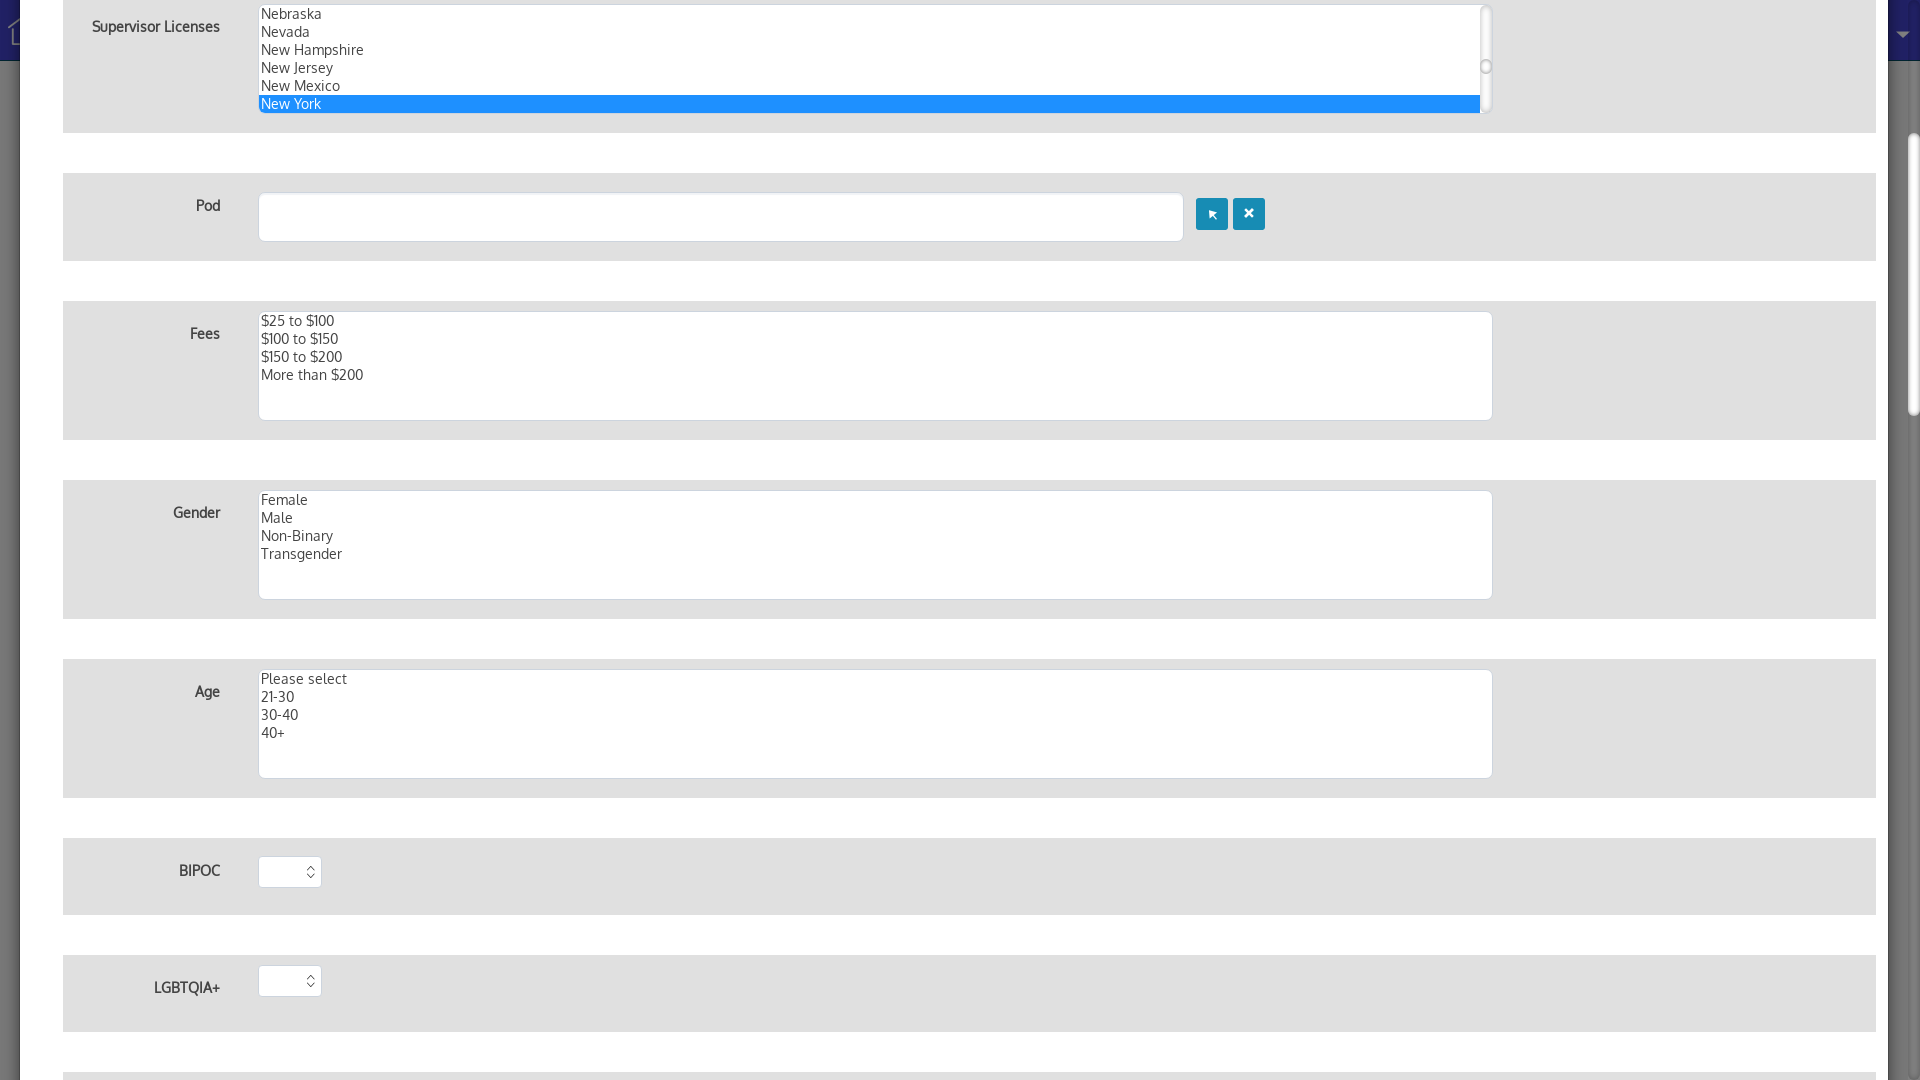 Supervisor Licenses
Nebraska
Nevada
New Hampshire
New Jersey
New Mexico
New York
Pod
Fees
$25 to $100
$100 to $150
$150 to $200
More than $200
Gender
Female
Male
Non-Binary
Transgender
Age
Please select
21-30
30-40
40+
BIPOC
LGBTQIA+